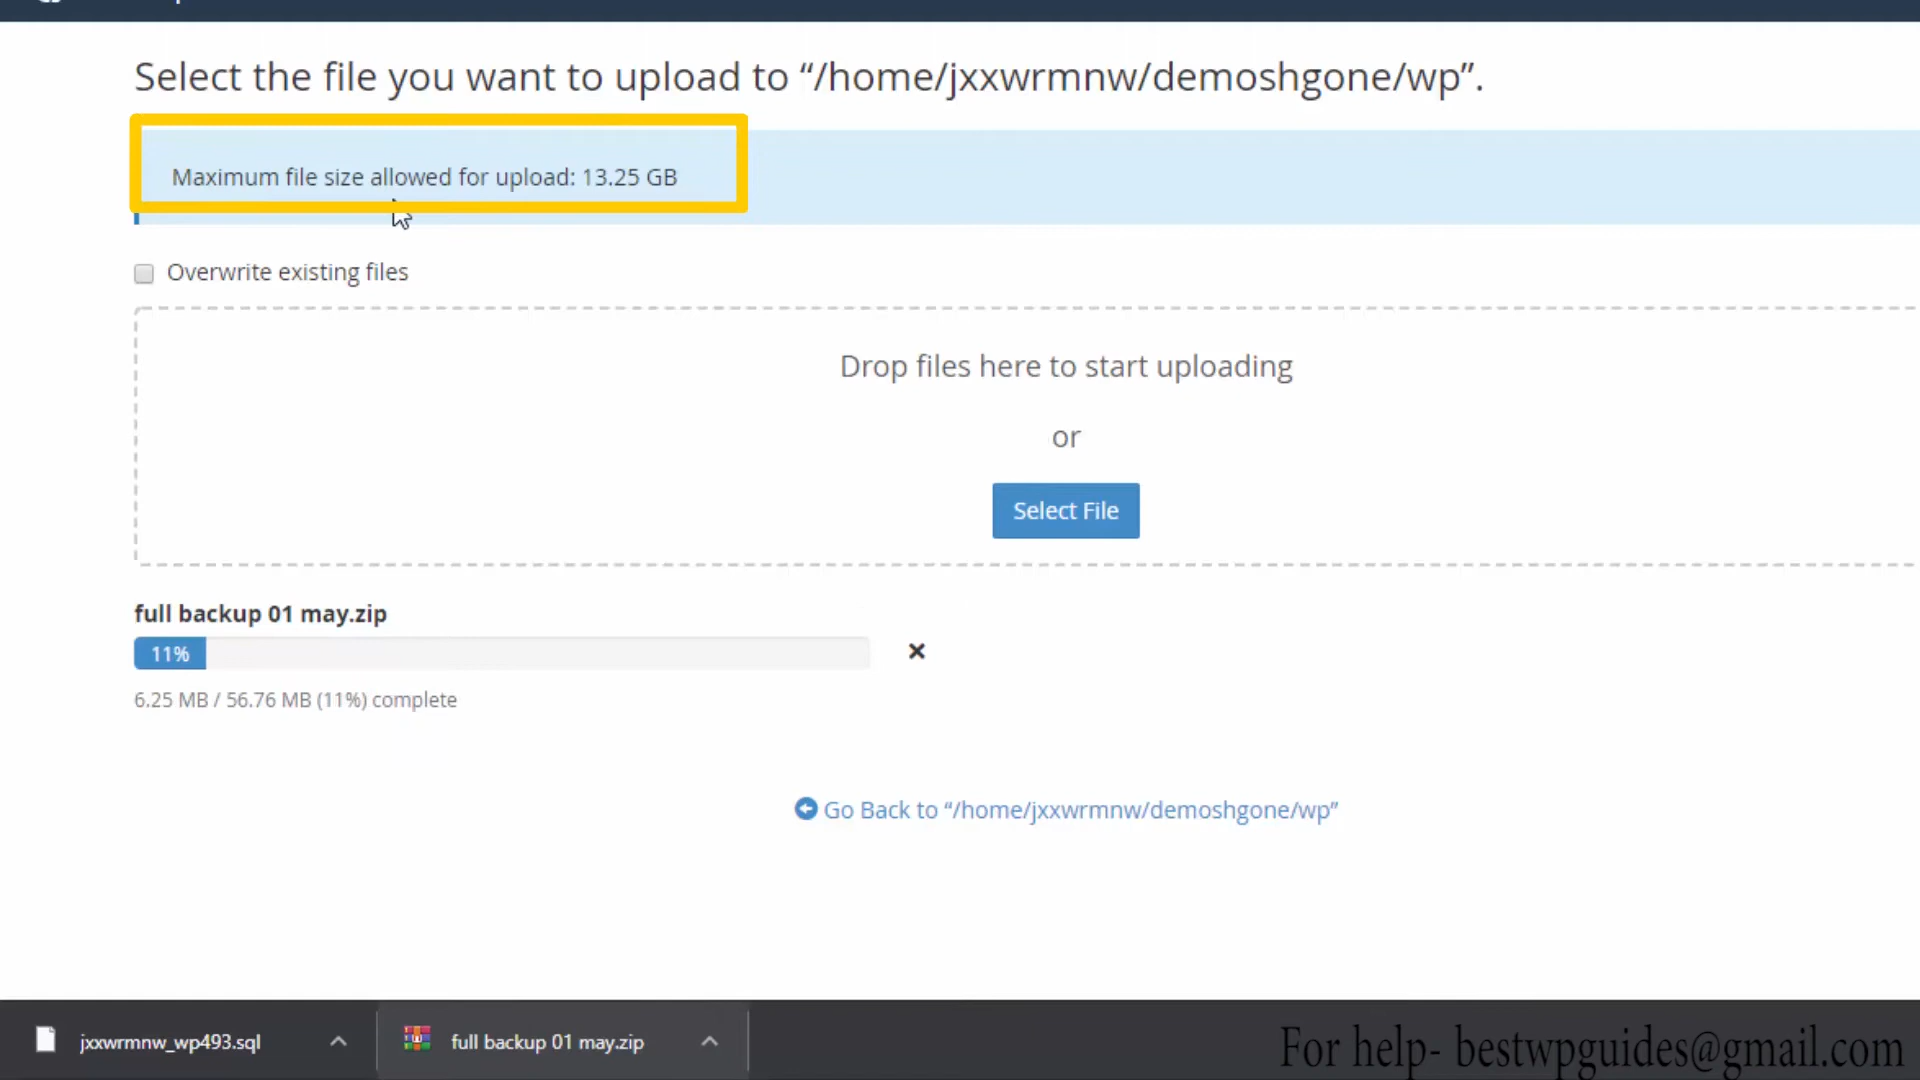 Select the file you want to upload to “/home/jxxwrmnw/demoshgone/wp”.
Maximum file size allowed for upload: 13.25 GB
Overwrite existing files
Drop files here to start uploading
or
Select File
full backup 01 may.zip
11%
6.25 MB / 56.76 MB (11%) complete
Go Back to “/home/jxxwrmnw/demoshgone/wp”
jxxwrmnw_wp493.sql
full backup 01 may.zip
For help- bestwpguides@gmail.com